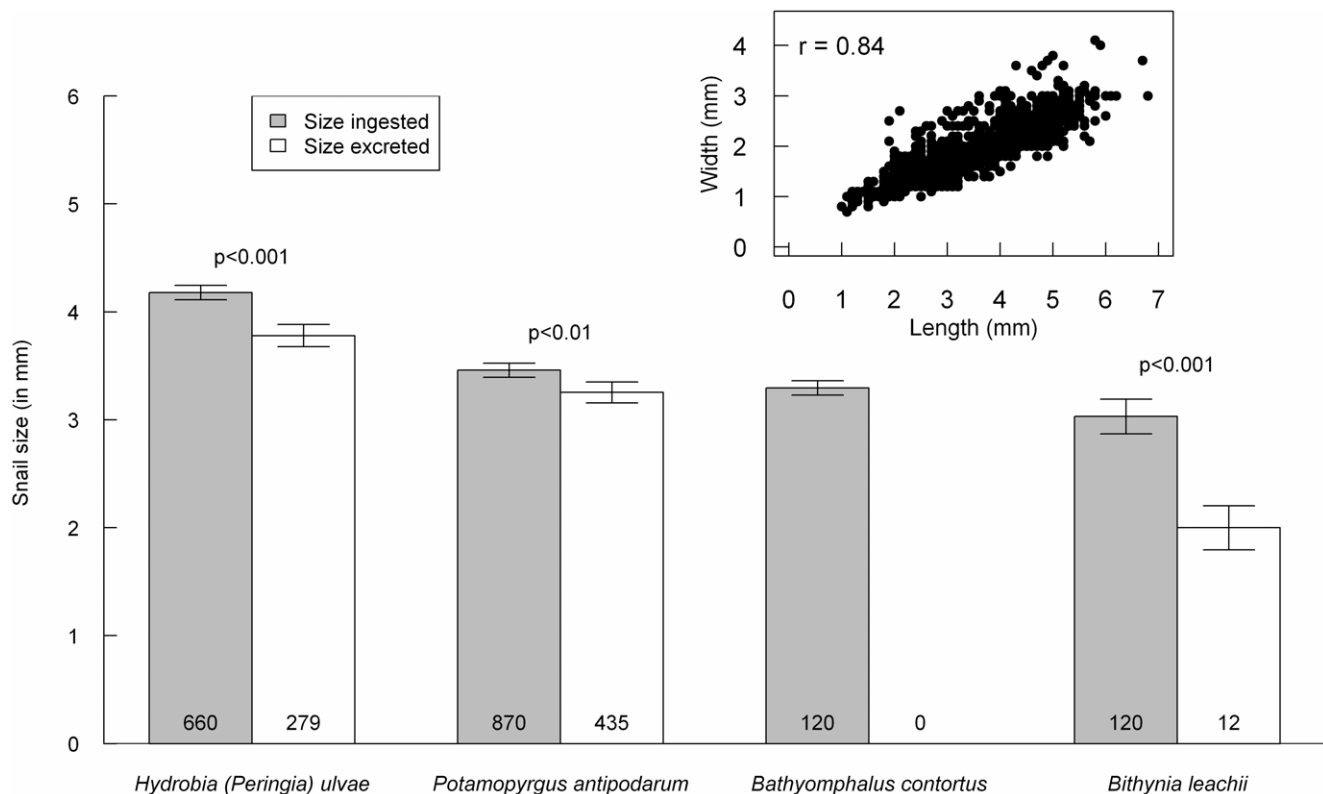 r = 0.84
4
3
2
1
0
Width (mm)
0 1 2 3 4 5 6 7
Length (mm)
Size ingested
Size excreted
6
5
4
3
2
1
0
Snail size (in mm)
p<0.001
p<0.01
p<0.001
660 279 870 435 120 0 120 12
Hydrobia (Peringia) ulvae Potamopyrgus antipodarum Bathyomphalus contortus Bithynia leachii